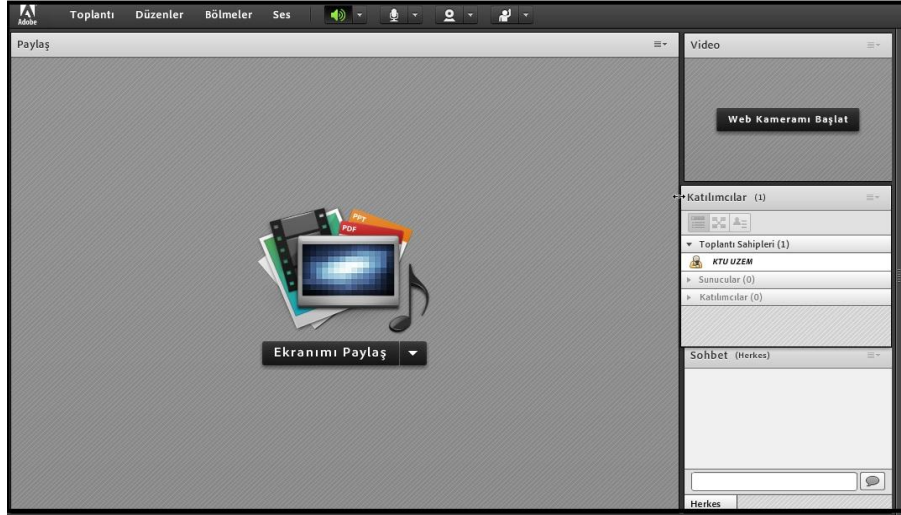 Adobe
Toplantı Düzenler Bölmeler Ses
Paylaş
PPT
PDF
Ekranımı Paylaş
Video
Web Kameramı Başlat
Katılımcılar (1)
Toplantı Sahipleri (1)
KTU UZEM
Sunucular (0)
Katılımcılar (0)
Sohbet (Herkes)
Herkes